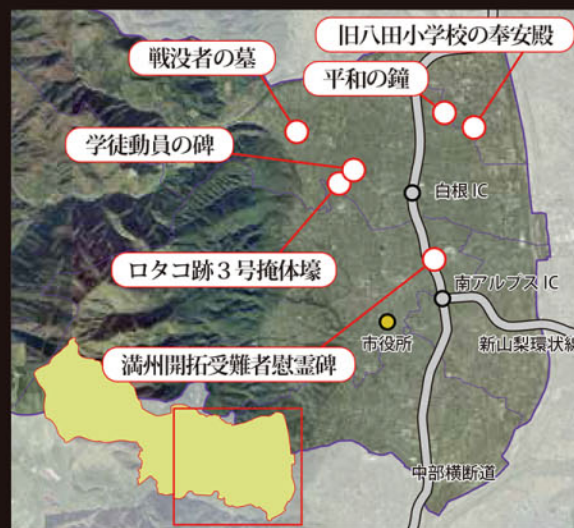 旧八田小学校の奉安殿
戦没者の墓
平和の鐘
学徒動員の碑
白根IC
ロタコ跡3号掩体壕
南アルプスIC
市役所
新山梨環状線
満州開拓受難者慰霊碑
中部横断道